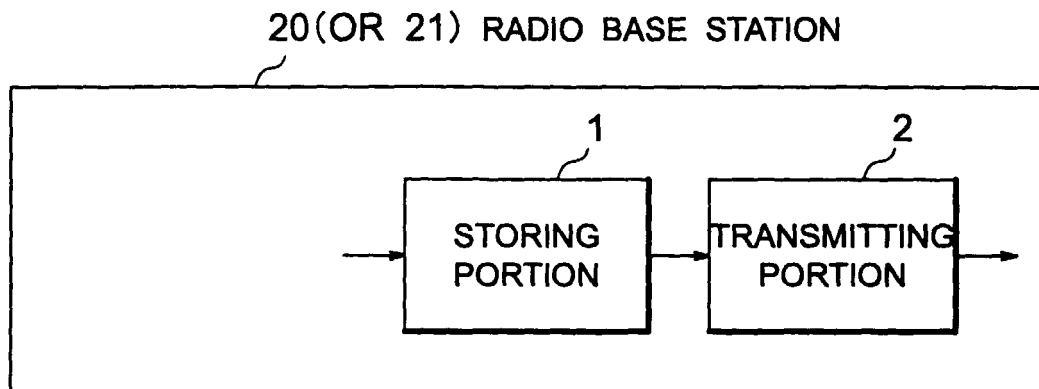 20(OR 21) RADIO BASE STATION
1
2
STORING
PORTION
TRANSMITTING
PORTION